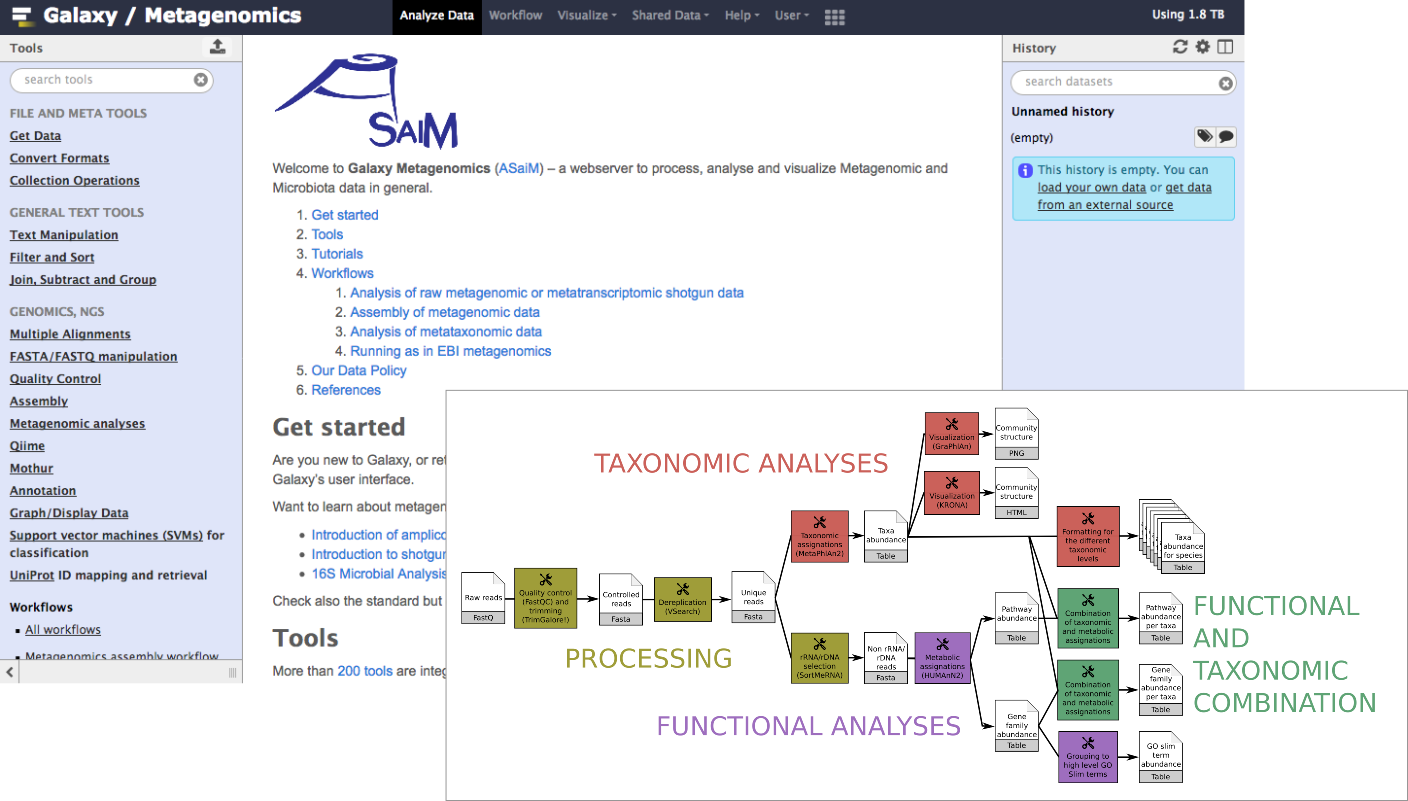 Galaxy / Metagenomics
Analyze Data Workflow Visualize Shared Data Help User
Using 1.8 TB
Tools
search tools
FILE AND META TOOLS
Get Data
Convert Formats
Collection Operations
GENERAL TEXT TOOLS
Text Manipulation
Filter and Sort
Join, Subtract and Group
GENOMICS, NGS
Multiple Alignments
FASTA/FASTQ manipulation
Quality Control
Assembly
Metagenomic analyses
Qiime
Mothur
Annotation
Graph/Display Data
Support vector machines (SVMs) for
classification
UniProt ID mapping and retrieval
Workflows
All workflows
Metagenomics assembly workflow
ASAIM
Welcome to Galaxy Metagenomics (ASaiM) – a webserver to process, analyse and visualize Metagenomic and
Microbiota data in general.
1. Get started
2. Tools
3. Tutorials
4. Workflows
1. Analysis of raw metagenomic or metatranscriptomic shotgun data
2. Assembly of metagenomic data
3. Analysis of metataxonomic data
4. Running as in EBI metagenomics
5. Our Data Policy
6. References
Get started
Are you new to Galaxy, or
Galaxy's user interface.
Want to learn about
Introduction of
Introduction to
16S Microbial Analysis
Check also the standard but
Tools
More than 200 tools are
History
search datasets
Unnamed history
(empty)
This history is empty. You can
load your own data or get data
from an external source
TAXONOMIC ANALYSES
PROCESSING
FUNCTIONAL ANALYSES
FUNCTIONAL
AND
TAXONOMIC
COMBINATION
Raw reads
FastQ
Quality control
(FastQC) and
trimming
(TrimGalore!)
Controlled
reads
Fasta
Dereplication
(VSearch)
Unique
reads
Fasta
Taxonomic
assignations
(MetaPhlAn2)
Taxa
abundance
Table
Visualization
(GraPhlAn)
Community
structure
PNG
Visualization
(KRONA)
Community
structure
HTML
Formatting for
the different
taxonomic
levels
Taxa
abundance
for species
Table
rRNA/rDNA
selection
(SortMeRNA)
Non rRNA/
rDNA
reads
Fasta
Metabolic
assignations
(HUMAnN2)
Pathway
abundance
Table
Gene
family
abundance
Table
Combination
of taxonomic
and metabolic
assignations
Pathway
abundance
per taxa
Table
Combination
of taxonomic
and metabolic
assignations
Gene
family
abundance
per taxa
Table
Grouping to
high level GO
Slim terms
GO slim
term
abundance
Table